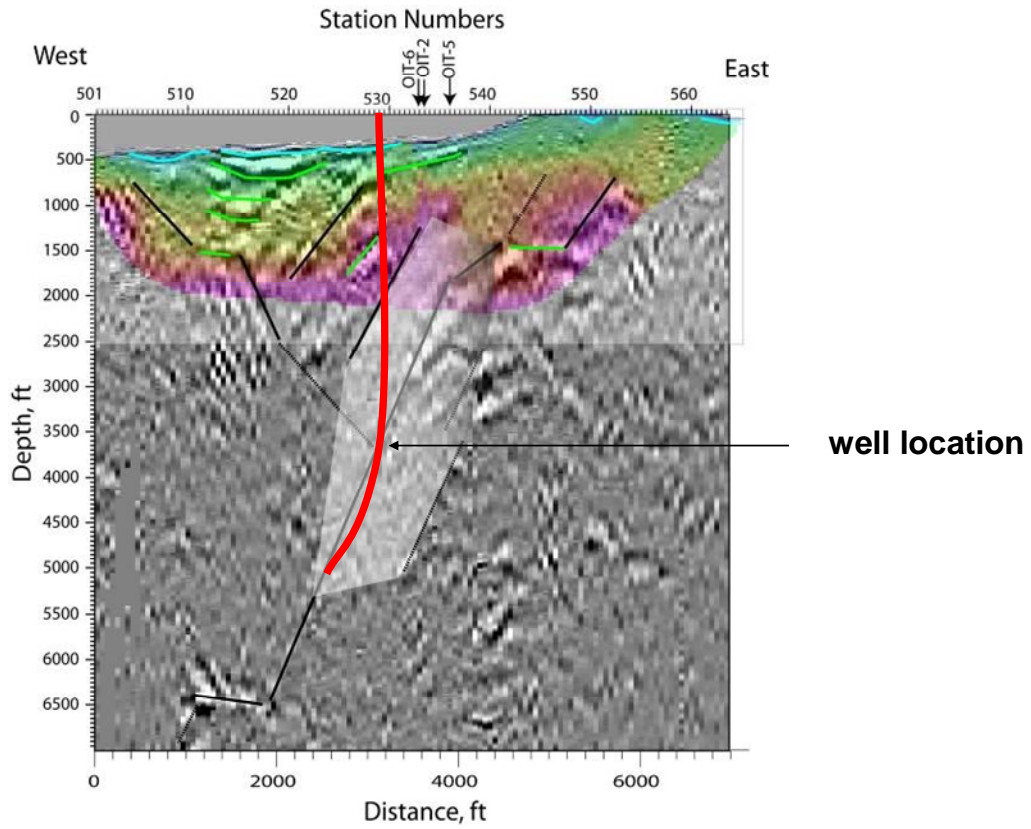 Station Numbers
West
East
OIT-6
OIT-2
OIT-5
501 510 520 530 540 550 560
0
500
1000
1500
2000
2500
3000
3500
4000
4500
5000
5500
6000
6500
Depth, ft
well location
0 2000 4000 6000
Distance, ft